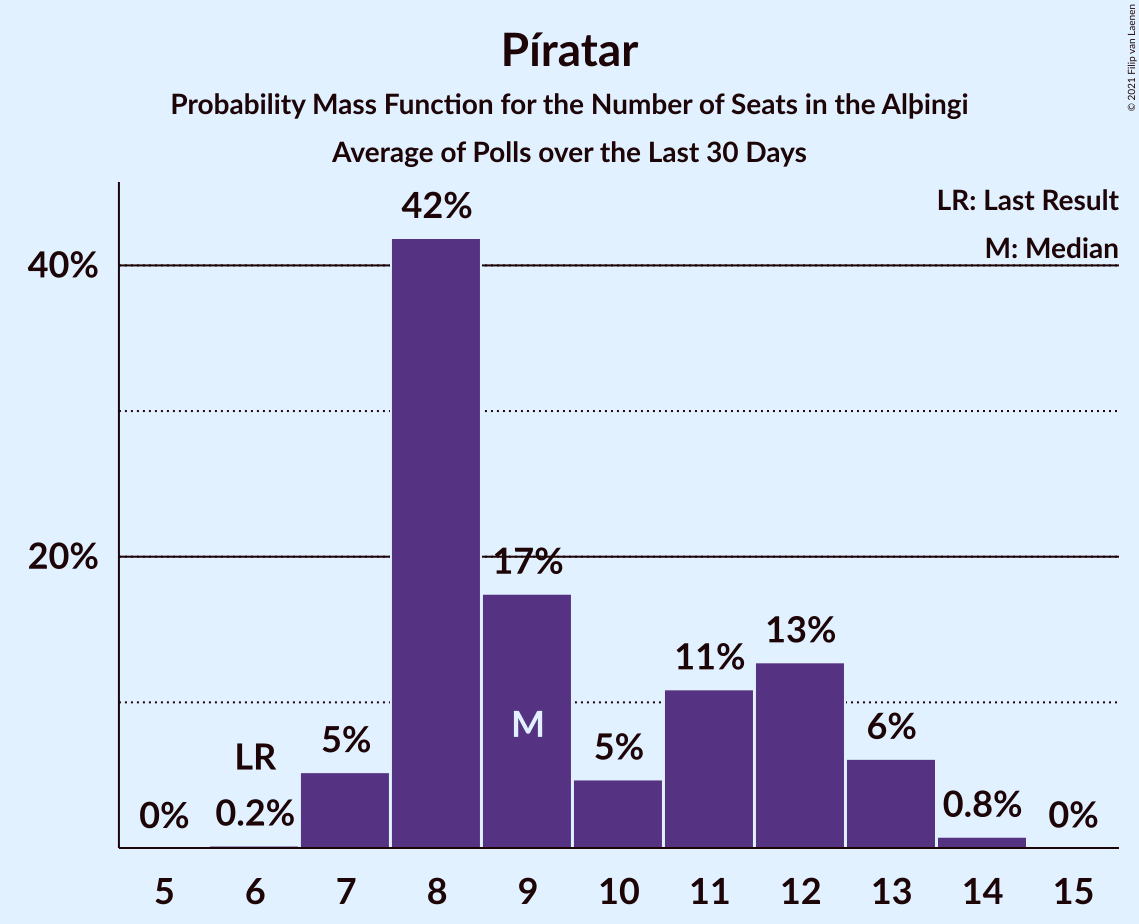 Píratar
Probability Mass Function for the Number of Seats in the Alþingi
Average of Polls over the Last 30 Days
© 2021 Filip van Laenen
LR: Last Result
M: Median
40%
20%
0%
LR
0.2%
5%
42%
17%
M
5%
11%
13%
6%
0.8%
0%
5 6 7 8 9 10 11 12 13 14 15